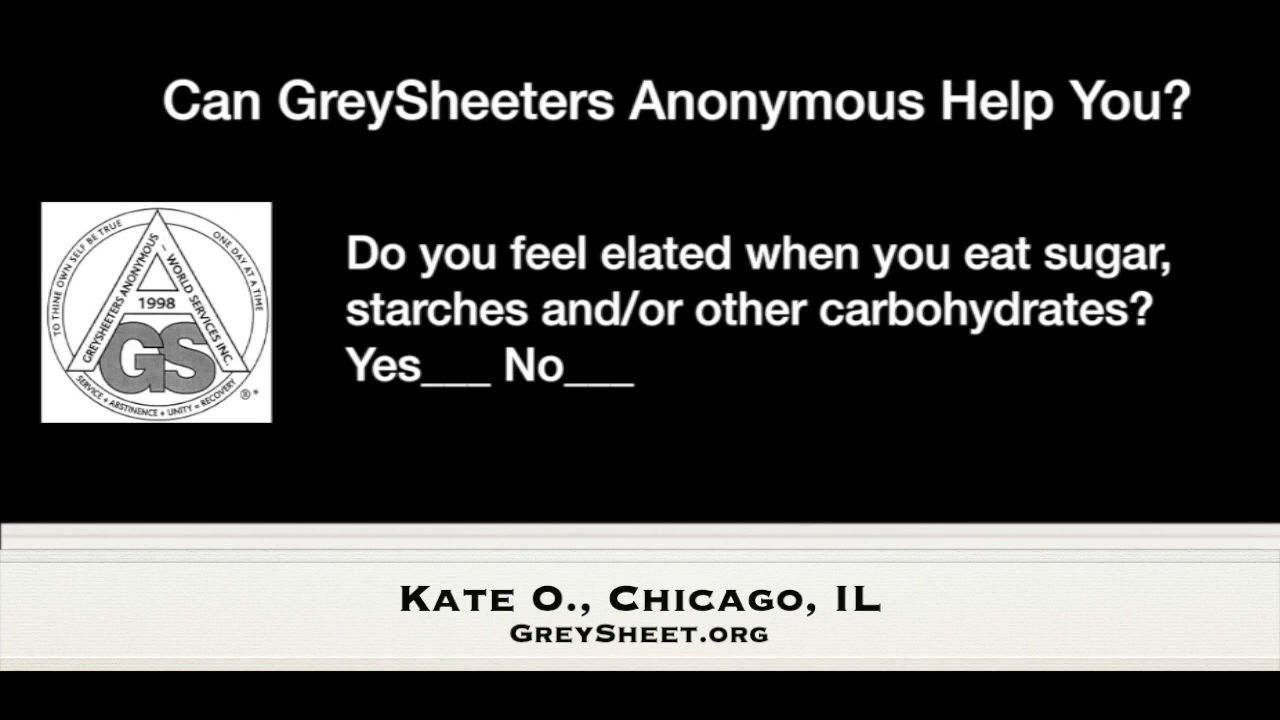 Can GreySheeters Anonymous Help You?
TO THINE OWN SELF BE TRUE
ONE DAY AT A TIME
GREYSHEETERS ANONYMOUS – WORLD SERVICES INC.
1998
GS
SERVICE + ABSTINENCE + UNITY = RECOVERY
®*
Do you feel elated when you eat sugar,
starches and/or other carbohydrates?
Yes___ No___
KATE O., CHICAGO, IL
GREYSHEET.ORG